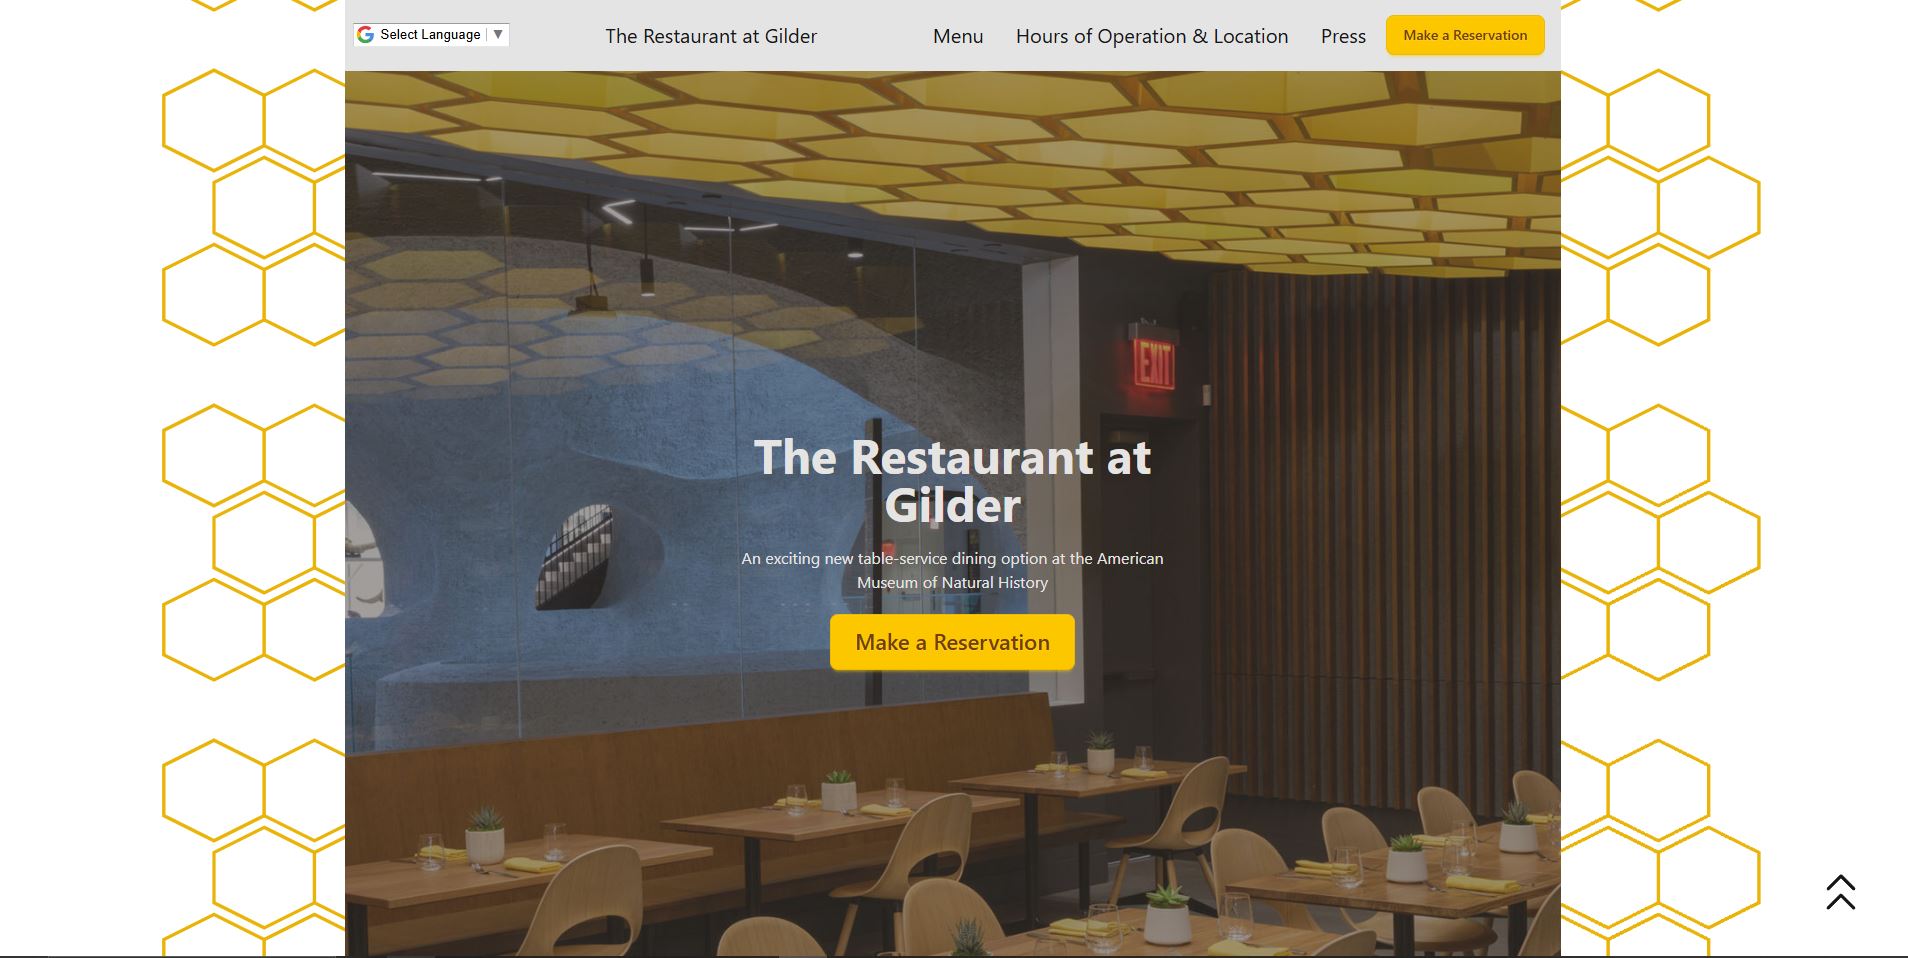 Select Language ▼
The Restaurant at Gilder
Menu
Hours of Operation & Location
Press
Make a Reservation
EXIT
The Restaurant at
Gilder
An exciting new table-service dining option at the American
Museum of Natural History
Make a Reservation